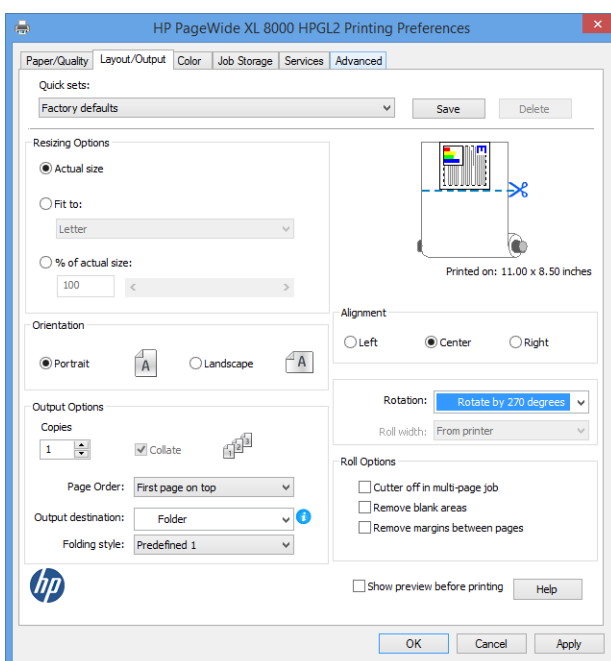 HP PageWide XL 8000 HPGL2 Printing Preferences
Paper/Quality Layout/Output Color Job Storage Services Advanced
Quick sets:
Factory defaults Save Delete
Resizing Options
Actual size
Fit to:
Letter
% of actual size:
100
Printed on: 11.00 x 8.50 inches
Orientation
Portrait A Landscape A
Alignment
Left Center Right
Rotation: Rotate by 270 degrees
Roll width: From printer
Output Options
Copies
1 Collate 1 2 3
Page Order: First page on top
Output destination: Folder i
Folding style: Predefined 1
Roll Options
Cutter off in multi-page job
Remove blank areas
Remove margins between pages
hp
Show preview before printing Help
OK Cancel Apply